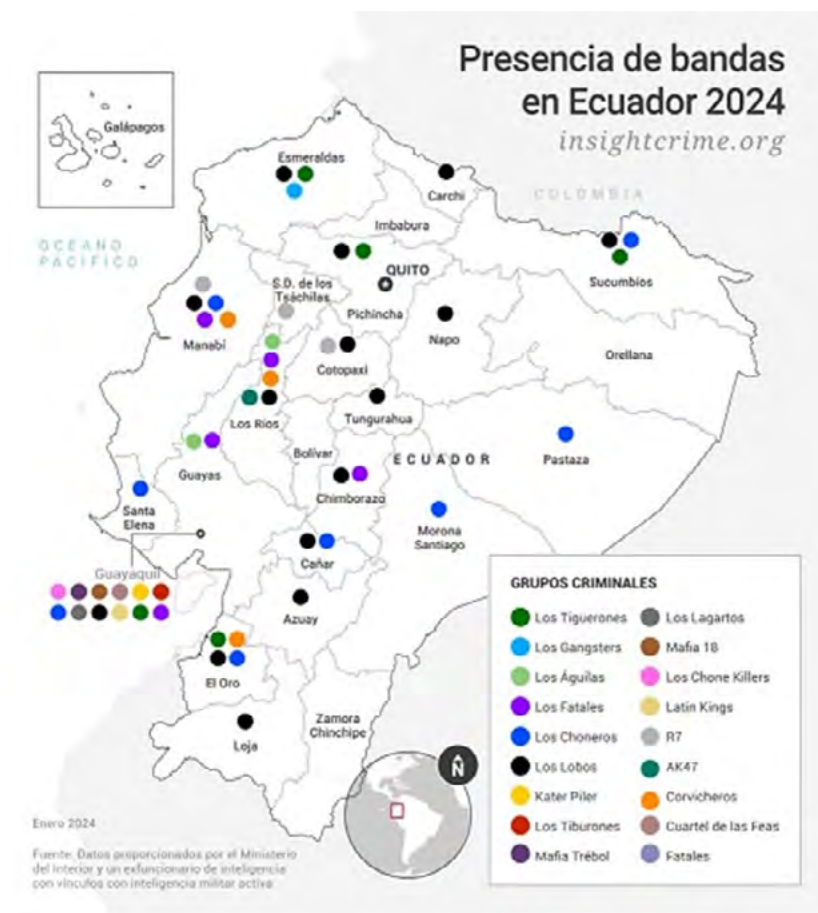 Presencia de bandas
en Ecuador 2024
insightcrime.org
Galápagos
Esmeraldas
Carchi
COLOMBIA
Imbabura
OCEANO
PACIFICO
QUITO
Sucumbios
S.D. de los
Tsáchilas
Pichincha
Napo
Manabí
Cotopaxi
Orellana
Los Ríos
Tungurahua
Bolívar
ECUADOR
Pastaza
Guayas
Chimborazo
Santa
Elena
Morona
Santiago
Cañar
Guayaquil
Azuay
El Oro
Zamora
Chinchipe
Loja
N
GRUPOS CRIMINALES
Los Tiguerones
Los Gangsters
Los Águilas
Los Fatales
Los Choneros
Los Lobos
Kater Piler
Los Tiburones
Mafia Trébol
Los Lagartos
Mafia 18
Los Chone Killers
Latin Kings
R7
AK47
Corvicheros
Cuartel de las Feas
Fatales
Enero 2024
Fuente: Datos proporcionados por el Ministerio
del Interior y un exfuncionario de inteligencia
con vínculos con inteligencia militar activa